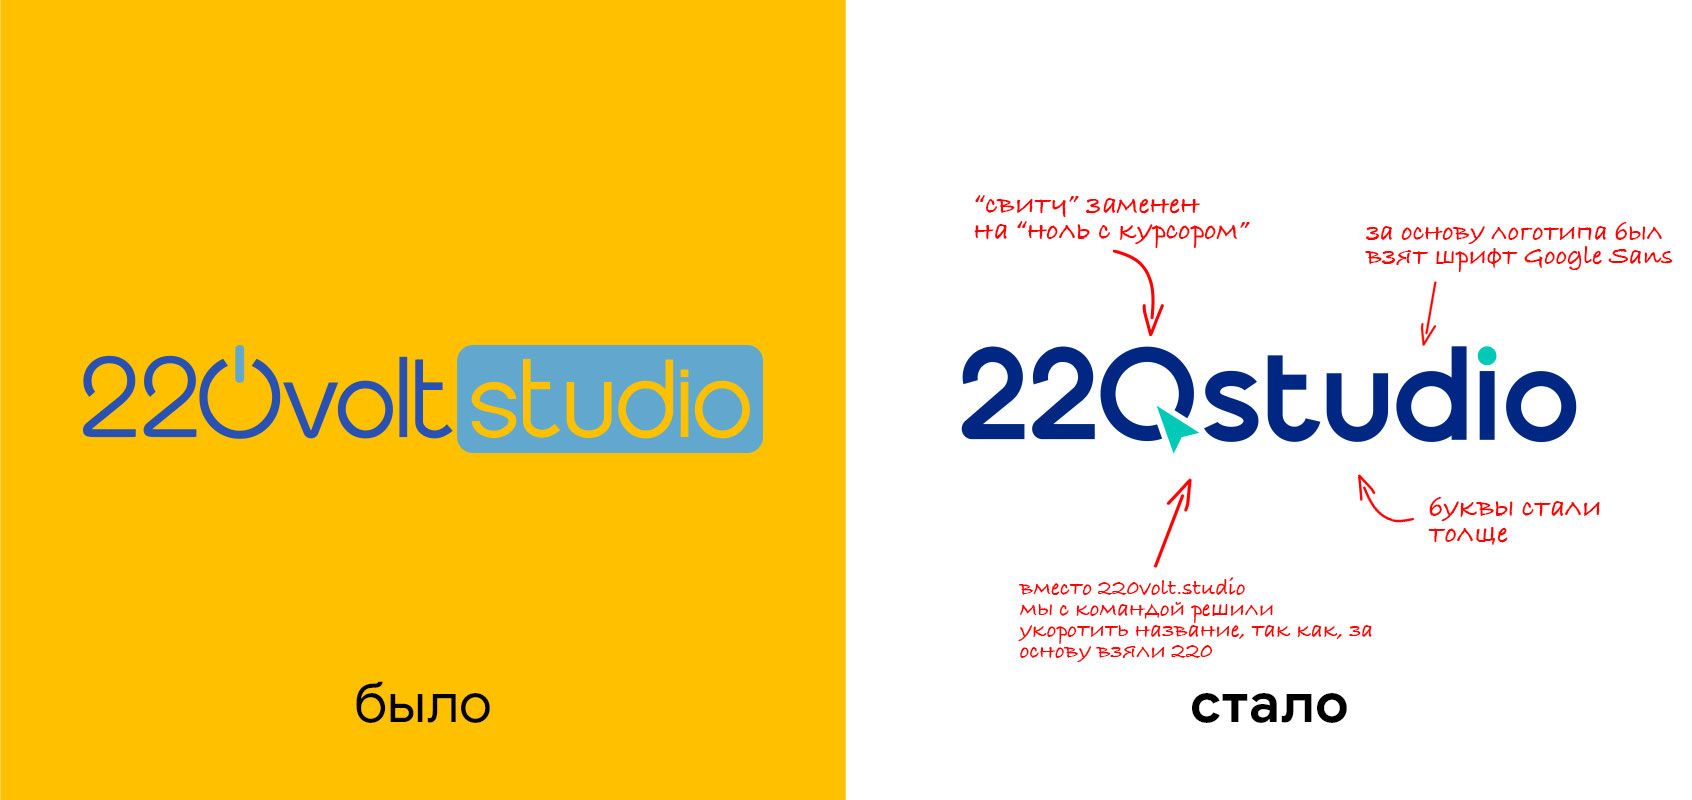 220volt studio
было
“свитч” заменен
на “ноль с курсором”
за основу логотипа был
взят шрифт Google Sans
220studio
буквы стали
толще
вместо 220volt.studio
мы с командой решили
укоротить название, так как, за
основу взяли 220
стало